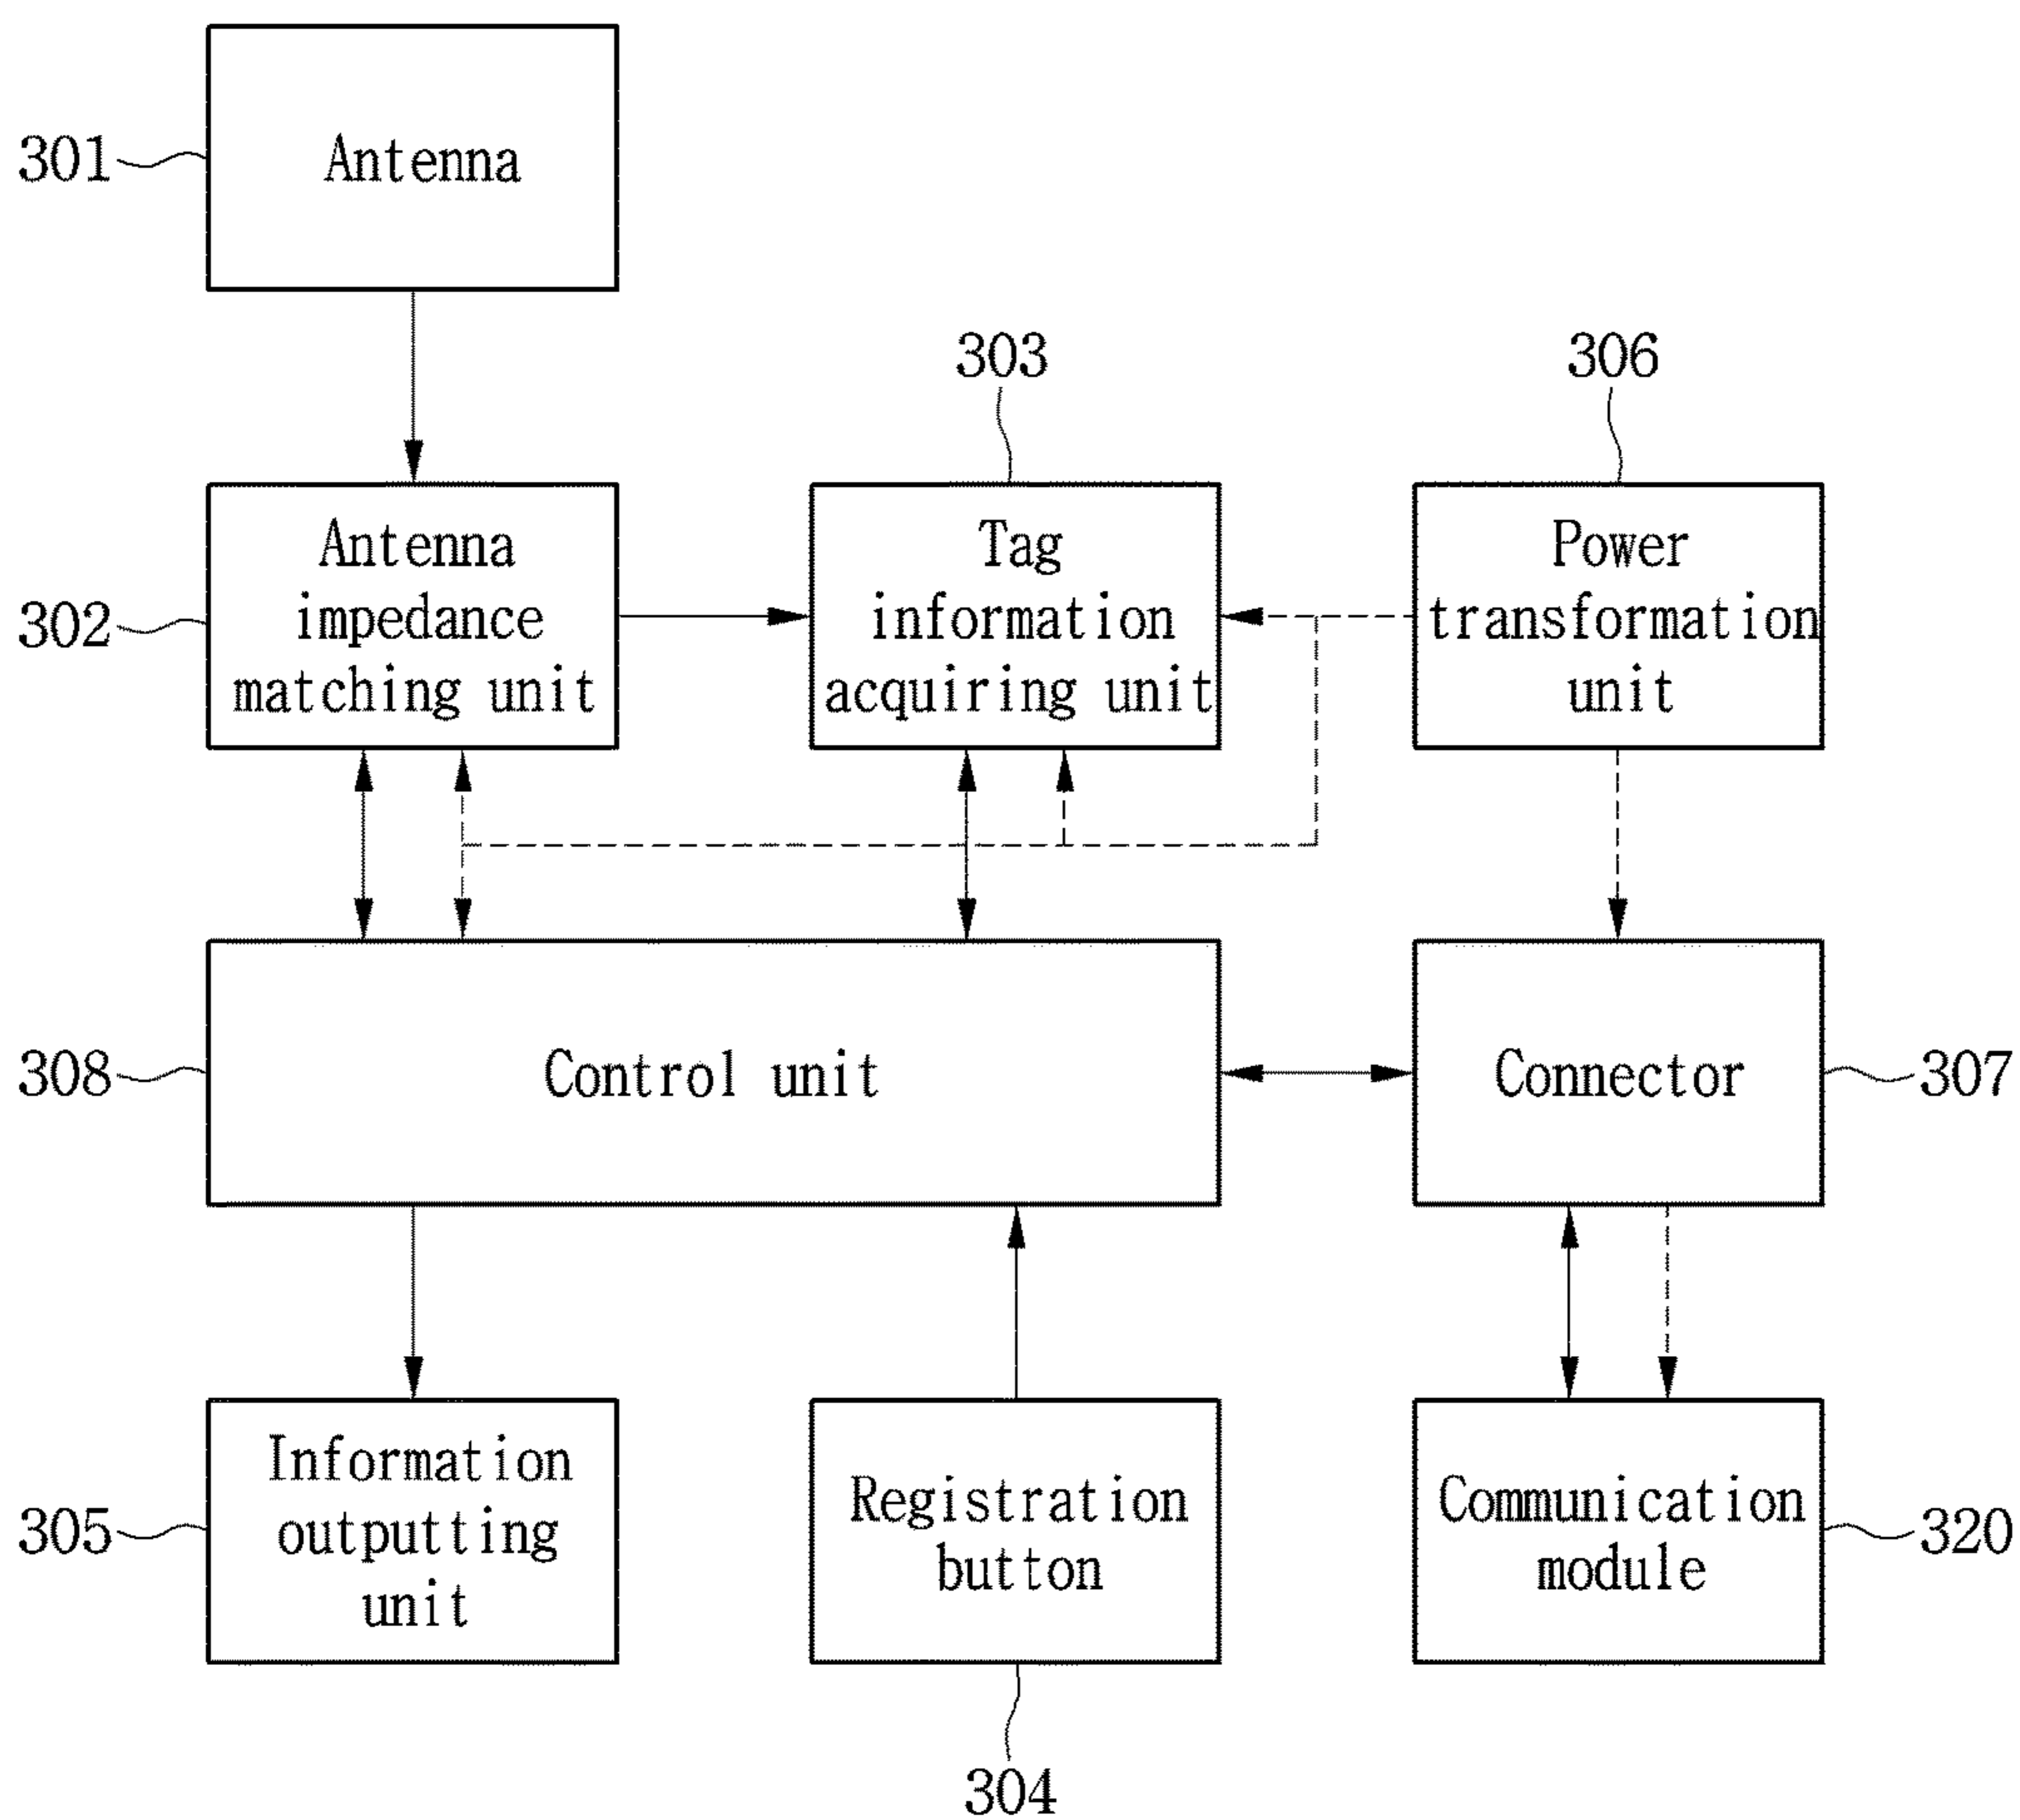 301
Antenna
303
306
302
Antenna
impedance
matching unit
Tag
information
acquiring unit
Power
transformation
unit
308
Control unit
Connector
307
305
Information
outputting
unit
Registration
button
Communication
module
320
304